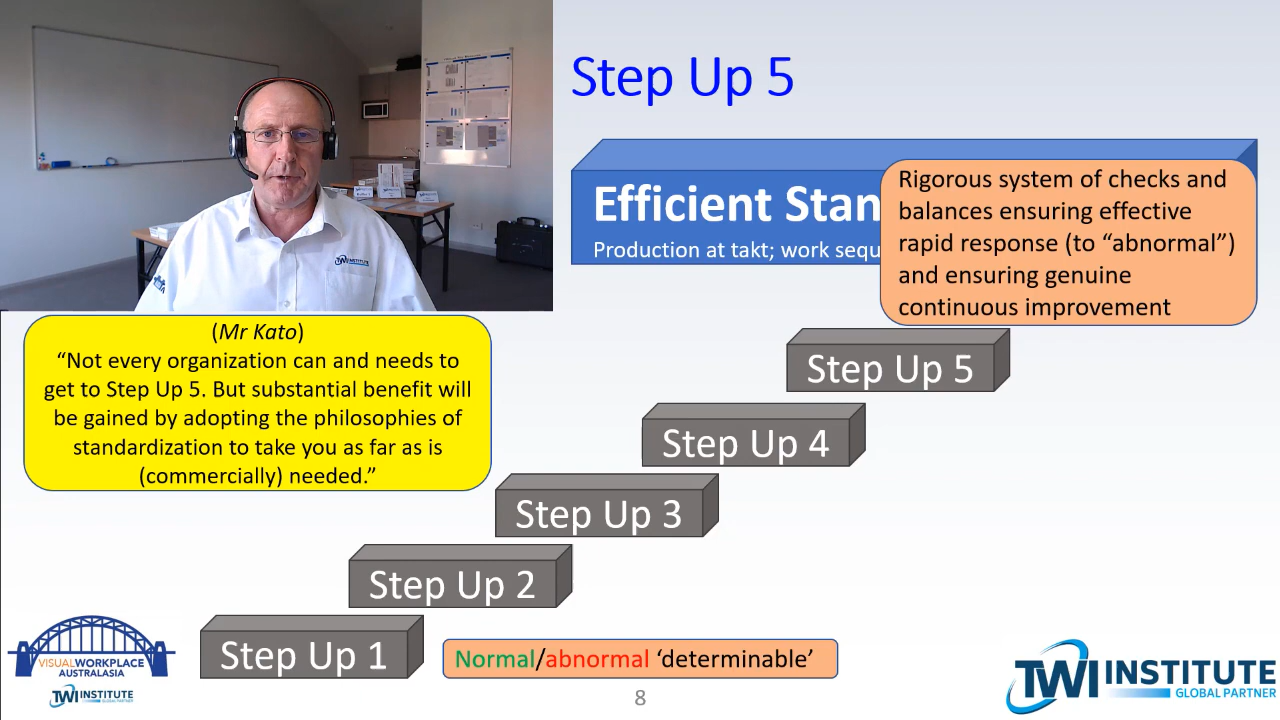 Step Up 5
Efficient Stan
Production at takt; work sequ
Rigorous system of checks and
balances ensuring effective
rapid response (to “abnormal”)
and ensuring genuine
continuous improvement
TWI INSTITUTE
(Mr Kato)
“Not every organization can and needs to
get to Step Up 5. But substantial benefit will
be gained by adopting the philosophies of
standardization to take you as far as is
(commercially) needed.”
Step Up 5
Step Up 4
Step Up 3
Step Up 2
Step Up 1
Normal/abnormal ‘determinable’
VISUALWORKPLACE
AUSTRALASIA
TWI INSTITUTE
GLOBAL PARTNER
8
TWI INSTITUTE
GLOBAL PARTNER